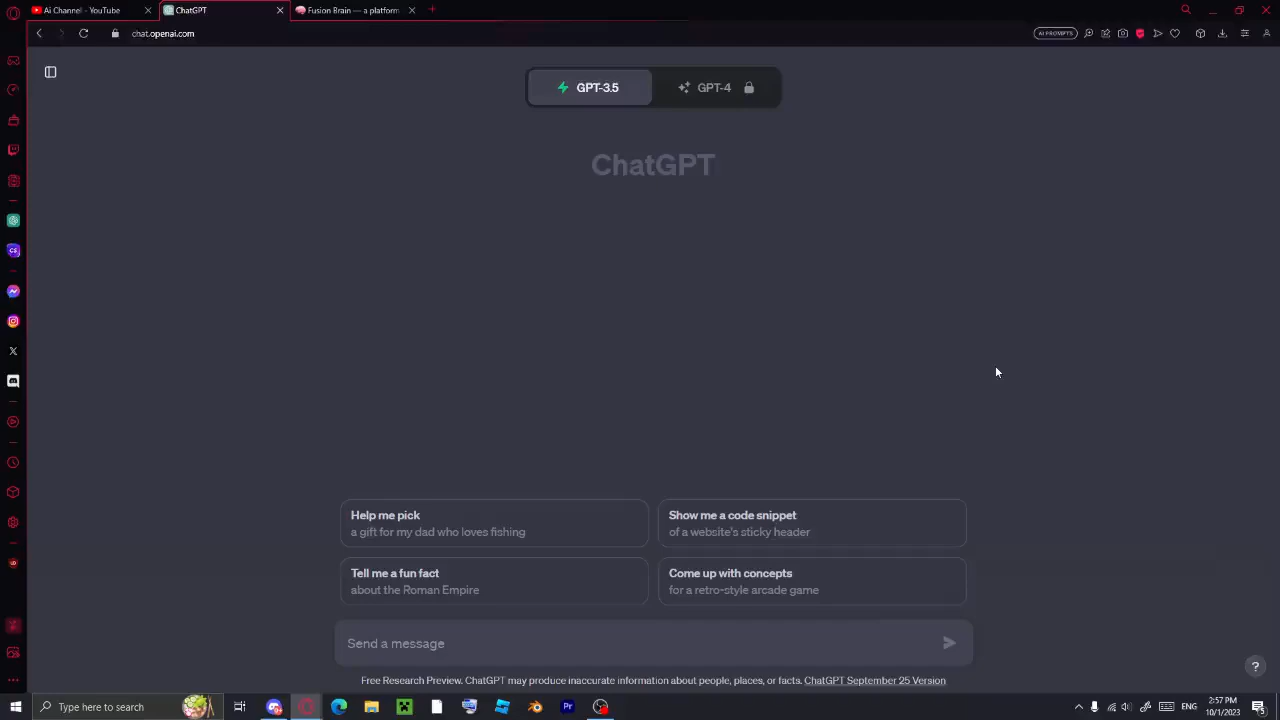 Ai Channel - YouTube
ChatGPT
Fusion Brain — a platform
chat.openai.com
AI PROMPTS
GPT-3.5
GPT-4
ChatGPT
CS
Help me pick
a gift for my dad who loves fishing
Show me a code snippet
of a website's sticky header
Tell me a fun fact
about the Roman Empire
Come up with concepts
for a retro-style arcade game
Send a message
Free Research Preview. ChatGPT may produce inaccurate information about people, places, or facts. ChatGPT September 25 Version
?
Type here to search
Pr
ENG
2:57 PM
10/1/2023